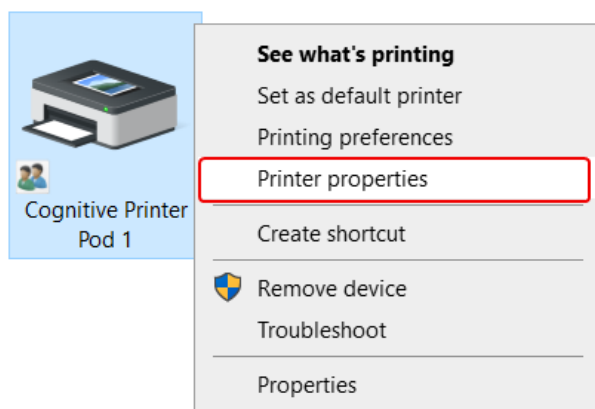 See what's printing
Set as default printer
Printing preferences
Printer properties
Cognitive Printer
Pod 1
Create shortcut
Remove device
Troubleshoot
Properties